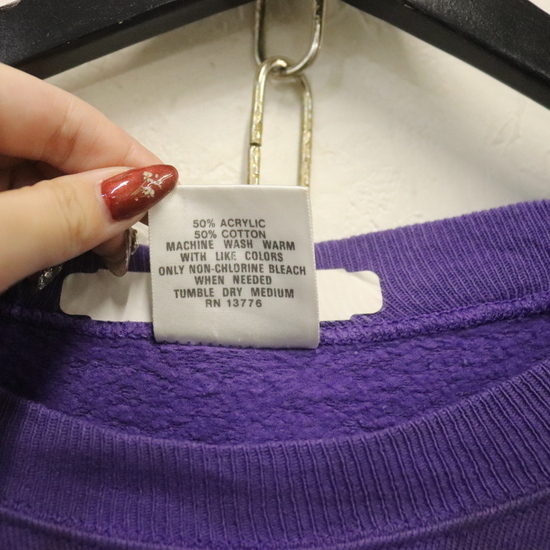 50% ACRYLIC
50% COTTON
MACHINE WASH WARM
WITH LIKE COLORS
ONLY NON-CHLORINE BLEACH
WHEN NEEDED
TUMBLE DRY MEDIUM
RN 13776